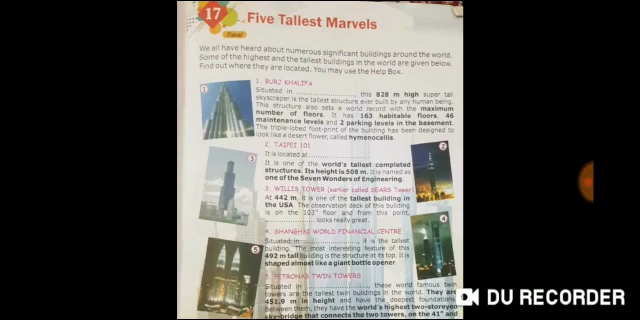 17 Five Tallest Marvels
Travel
We all have heard about numerous significant buildings around the world.
Some of the highest and the tallest buildings in the world are given below.
Find out where they are located. You may use the Help Box.
1. BURJ KHALIFA
Situated in ........................, this 828 m high super tall
skyscraper is the tallest structure ever built by any human being.
This structure also sets a world record with the maximum
number of floors. It has 163 habitable floors, 46
maintenance levels and 2 parking levels in the basement.
The triple-lobed foot-print of the building has been designed to
look like a desert flower, called hymenocallis.
1
2. TAIPEI 101
It is located at ........................
It is one of the world's tallest completed
structures. Its height is 508 m. It is named as
one of the Seven Wonders of Engineering.
2
3
3. WILLIS TOWER (earlier called SEARS Tower)
At 442 m, it is one of the tallest building in
the USA. The observation deck of this building
is on the 103rd floor and from this point,
........................ looks really great.
4. SHANGHAI WORLD FINANCIAL CENTRE
Situated in ........................, it is the tallest
building. The most interesting feature of this
492 m tall building is the structure at its top. It is
shaped almost like a giant bottle opener.
4
5
5. PETRONAS TWIN TOWERS
Situated in ........................, these world famous twin
towers are the tallest twin buildings in the world. They are
451.9 m in height and have the deepest foundations
between them, they have the world's highest two-storeyed
sky-bridge that connects the two towers, on the 41st and
DU RECORDER